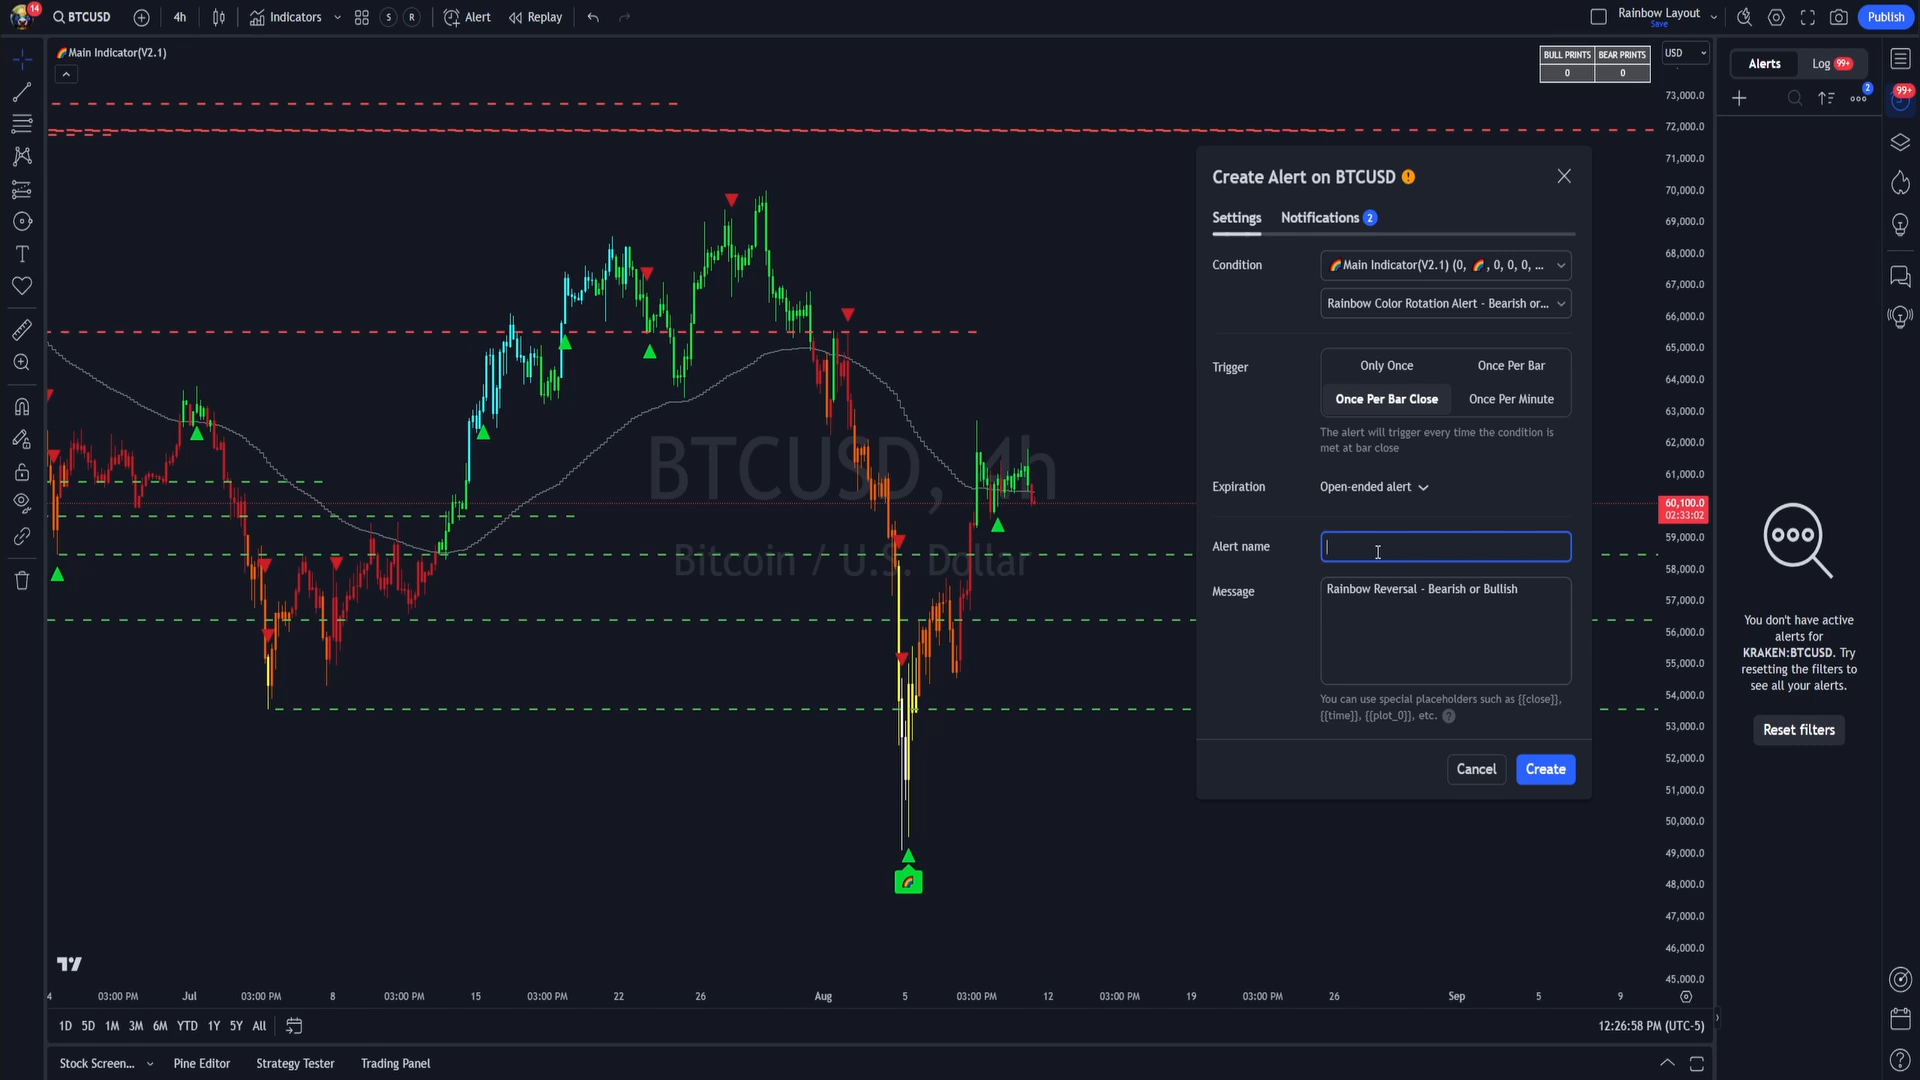 14
BTCUSD
4h
Indicators
S
R
Alert
Replay
Rainbow Layout
Save
Publish
Main Indicator(V2.1)
BULL PRINTS
BEAR PRINTS
0
0
USD
Alerts
Log
99+
99+
2
73,000.0
72,000.0
71,000.0
70,000.0
69,000.0
68,000.0
67,000.0
66,000.0
65,000.0
64,000.0
63,000.0
62,000.0
61,000.0
60,100.0
02:33:02
59,000.0
58,000.0
57,000.0
56,000.0
55,000.0
54,000.0
53,000.0
52,000.0
51,000.0
50,000.0
49,000.0
48,000.0
47,000.0
46,000.0
45,000.0
BTCUSD, 4h
Bitcoin / U.S. Dollar
Create Alert on BTCUSD
Settings
Notifications
2
Condition
Main Indicator(V2.1) (0, 🌈, 0, 0, 0, ...
Rainbow Color Rotation Alert - Bearish or...
Trigger
Only Once
Once Per Bar
Once Per Bar Close
Once Per Minute
The alert will trigger every time the condition is
met at bar close
Expiration
Open-ended alert
Alert name
Message
Rainbow Reversal - Bearish or Bullish
You can use special placeholders such as {{close}},
{{time}}, {{plot_0}}, etc.
Cancel
Create
You don't have active
alerts for
KRAKEN:BTCUSD. Try
resetting the filters to
see all your alerts.
Reset filters
4
03:00 PM
Jul
03:00 PM
8
03:00 PM
15
03:00 PM
22
26
Aug
5
03:00 PM
12
03:00 PM
19
03:00 PM
26
Sep
5
9
1D
5D
1M
3M
6M
YTD
1Y
5Y
All
12:26:58 PM (UTC-5)
Stock Screen...
Pine Editor
Strategy Tester
Trading Panel